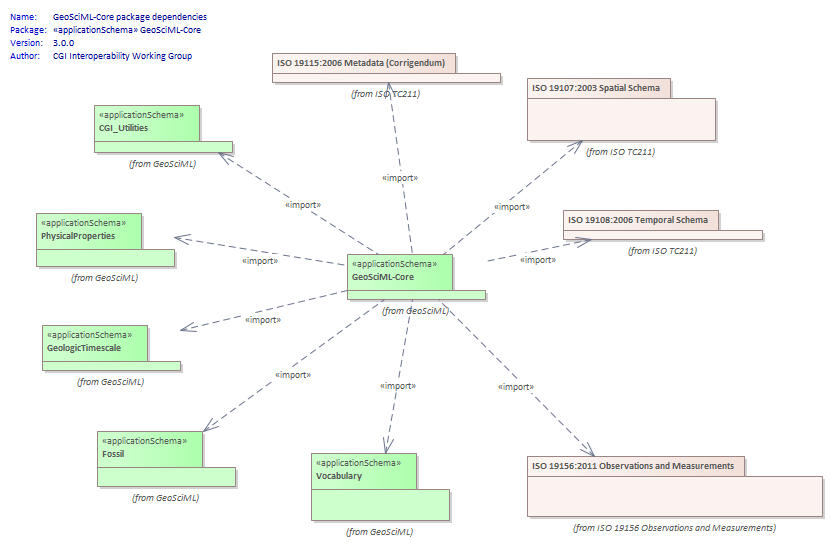 Name: GeoSciML-Core package dependencies
Package: «applicationSchema» GeoSciML-Core
Version: 3.0.0
Author: CGI Interoperability Working Group
ISO 19115:2006 Metadata (Corrigendum)
(from ISO TC211)
ISO 19107:2003 Spatial Schema
(from ISO TC211)
«applicationSchema»
CGI_Utilities
(from GeoSciML)
«import»
«import»
«import»
«applicationSchema»
PhysicalProperties
(from GeoSciML)
ISO 19108:2006 Temporal Schema
(from ISO TC211)
«import»
«import»
«applicationSchema»
GeoSciML-Core
(from GeoSciML)
«applicationSchema»
GeologicTimescale
(from GeoSciML)
«import»
«import»
«import»
«import»
«applicationSchema»
Fossil
(from GeoSciML)
«applicationSchema»
Vocabulary
(from GeoSciML)
ISO 19156:2011 Observations and Measurements
(from ISO 19156 Observations and Measurements)